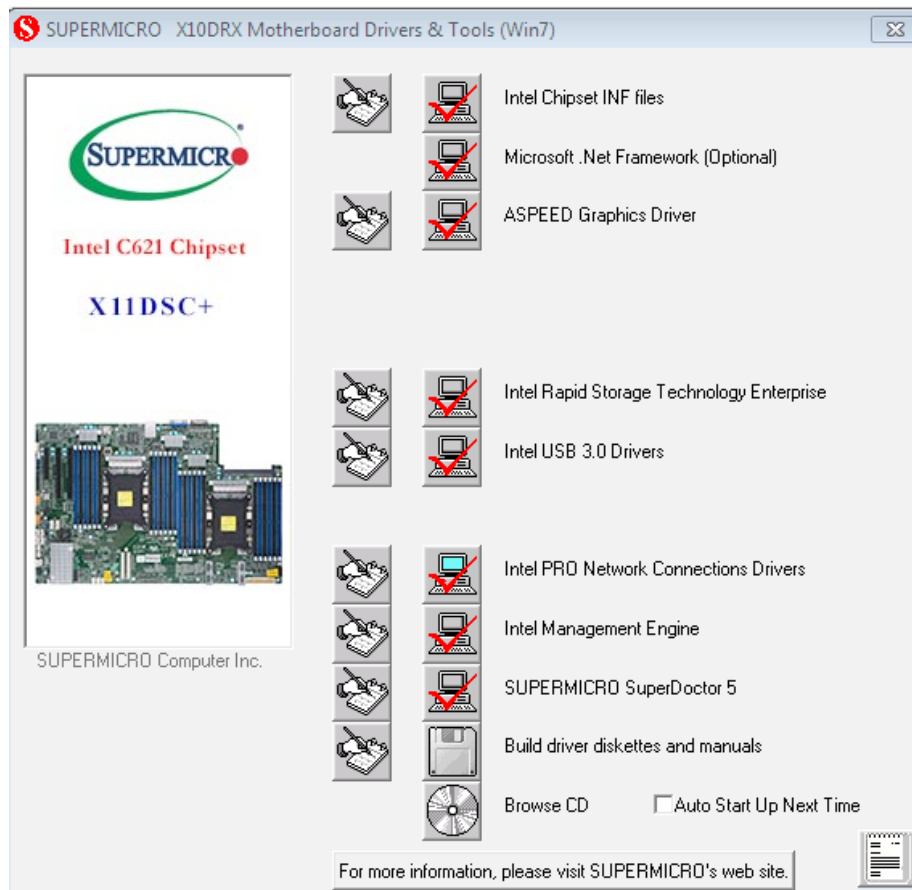 SUPERMICRO X10DRX Motherboard Drivers & Tools (Win7)
SUPERMICR
Intel C621 Chipset
X11DSC+
SUPERMICRO Computer Inc.
Intel Chipset INF files
Microsoft .Net Framework (Optional)
ASPEED Graphics Driver
Intel Rapid Storage Technology Enterprise
Intel USB 3.0 Drivers
Intel PRO Network Connections Drivers
Intel Management Engine
SUPERMICRO SuperDoctor 5
Build driver diskettes and manuals
Browse CD
Auto Start Up Next Time
For more information, please visit SUPERMICRO's web site.